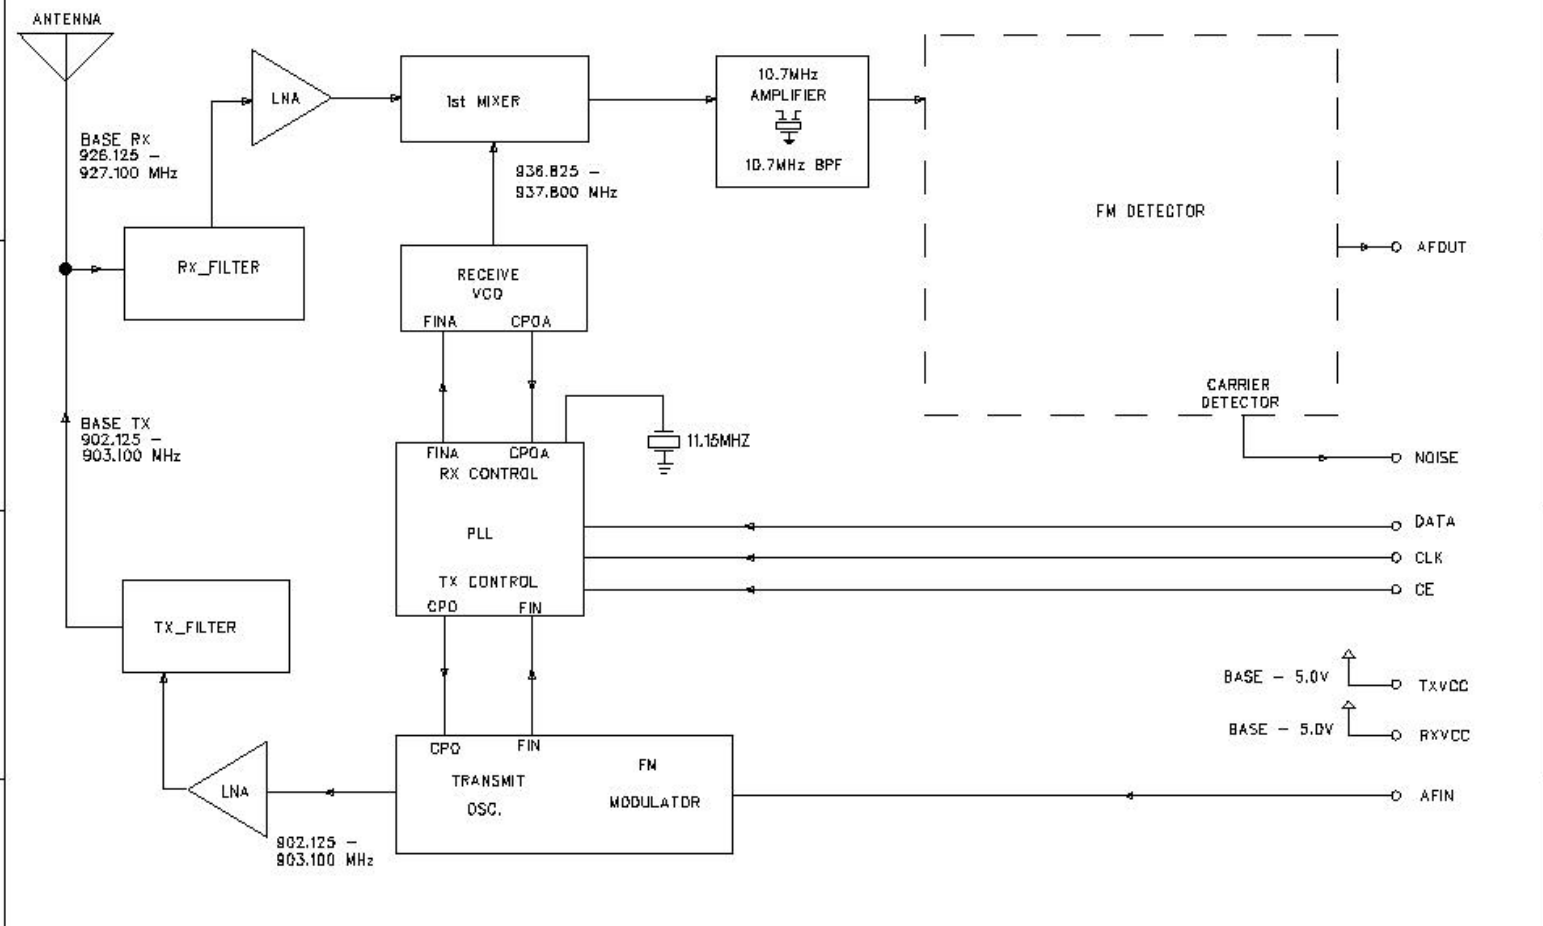 ANTENNA
LNA
1st MIXER
10.7MHz
AMPLIFIER
10.7MHz BPF
BASE RX
926.125 –
927.100 MHz
936.825 –
937.800 MHz
FM DETECTOR
AFOUT
RX_FILTER
RECEIVE
VCO
FINA CPOA
CARRIER
DETECTOR
NOISE
BASE TX
902.125 –
903.100 MHz
11.15MHZ
FINA CPOA
RX CONTROL
PLL
TX CONTROL
CPO FIN
DATA
CLK
CE
TX_FILTER
BASE – 5.0V
TXVCC
BASE – 5.0V
RXVCC
CPO FIN
TRANSMIT
OSC.
FM
MODULATOR
LNA
AFIN
902.125 –
903.100 MHz